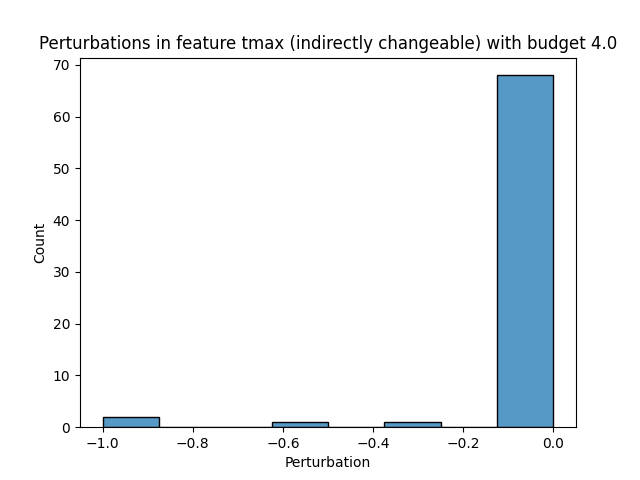 Perturbations in feature tmax (indirectly changeable) with budget 4.0
70
60
50
40
30
20
10
0
Count
−1.0 −0.8 −0.6 −0.4 −0.2 0.0
Perturbation